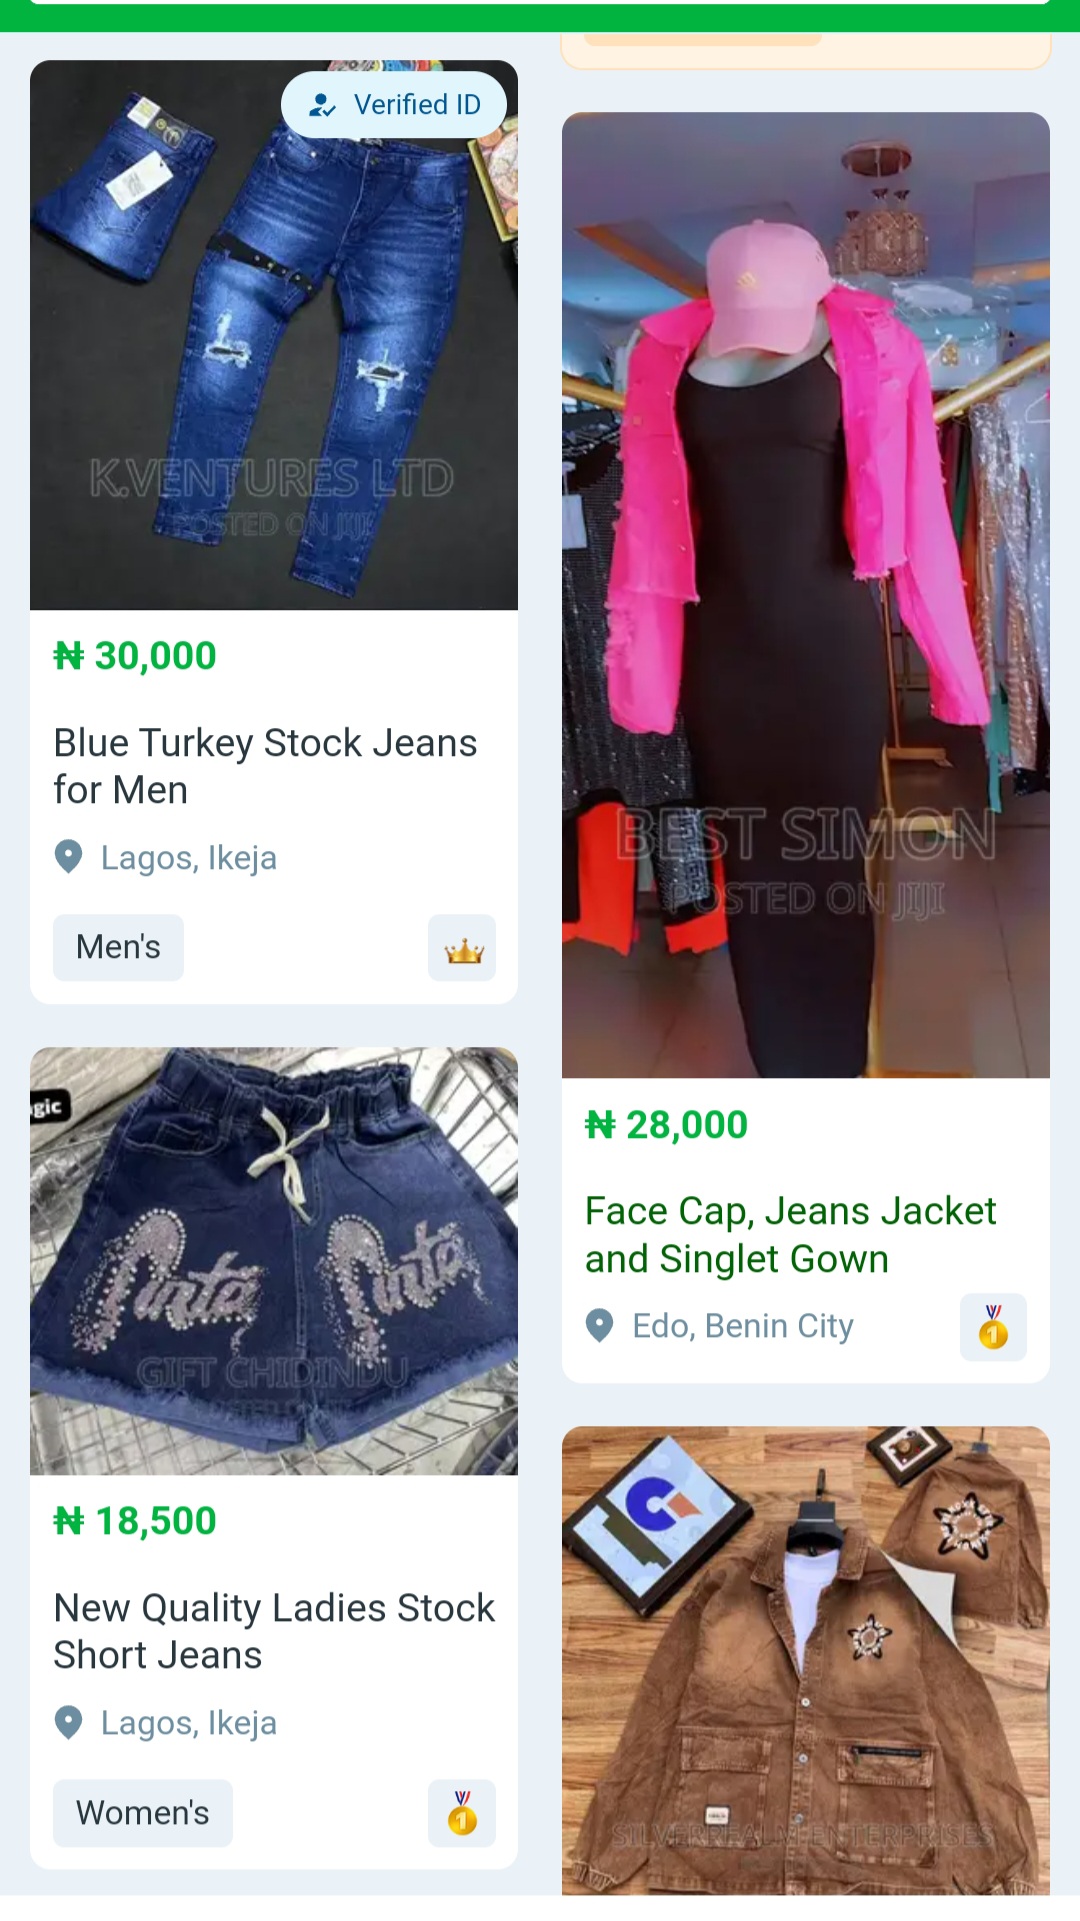 Verified ID
K.VENTURES LTD
POSTED ON JIJI
₦ 30,000
Blue Turkey Stock Jeans
for Men
Lagos, Ikeja
Men's
gic
GIFT CHIDINDU
₦ 18,500
New Quality Ladies Stock
Short Jeans
Lagos, Ikeja
Women's
1
BEST SIMON
POSTED ON JIJI
₦ 28,000
Face Cap, Jeans Jacket
and Singlet Gown
Edo, Benin City
1
SILVERREALM ENTERPRISES